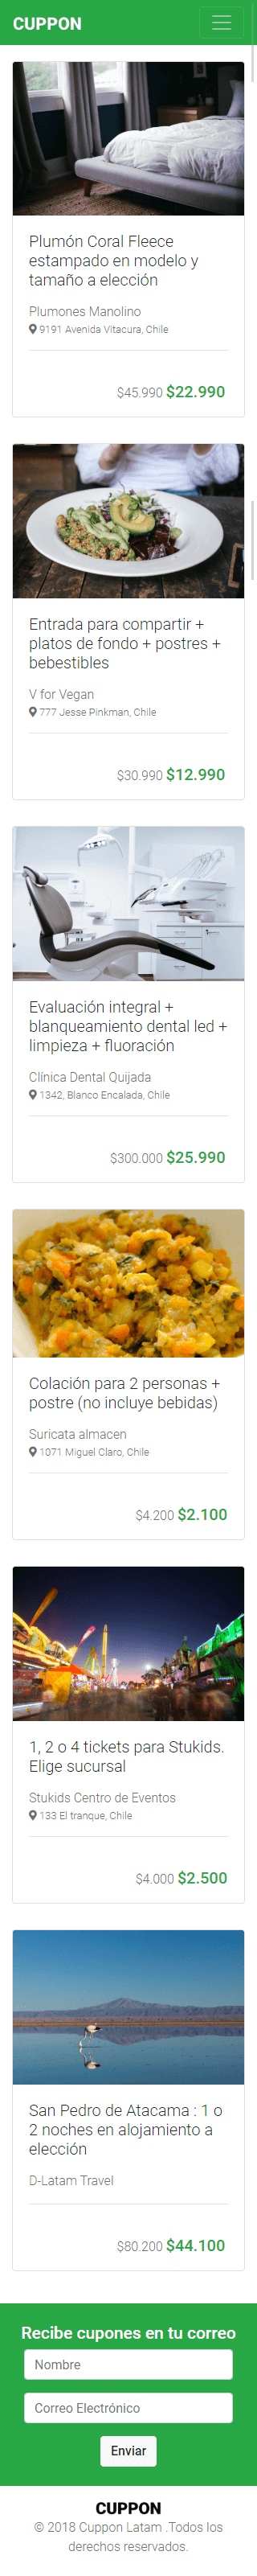 CUPPON
Plumón Coral Fleece
estampado en modelo y
tamaño a elección
Plumones Manolino
9191 Avenida Vitacura, Chile
$45.990 $22.990
Entrada para compartir +
platos de fondo + postres +
bebestibles
V for Vegan
777 Jesse Pinkman, Chile
$30.990 $12.990
Evaluación integral +
blanqueamiento dental led +
limpieza + fluoración
Clínica Dental Quijada
1342, Blanco Encalada, Chile
$300.000 $25.990
Colación para 2 personas +
postre (no incluye bebidas)
Suricata almacen
1071 Miguel Claro, Chile
$4.200 $2.100
1, 2 o 4 tickets para Stukids.
Elige sucursal
Stukids Centro de Eventos
133 El tranque, Chile
$4.000 $2.500
San Pedro de Atacama : 1 o
2 noches en alojamiento a
elección
D-Latam Travel
$80.200 $44.100
Recibe cupones en tu correo
Nombre
Correo Electrónico
Enviar
CUPPON
© 2018 Cuppon Latam .Todos los
derechos reservados.